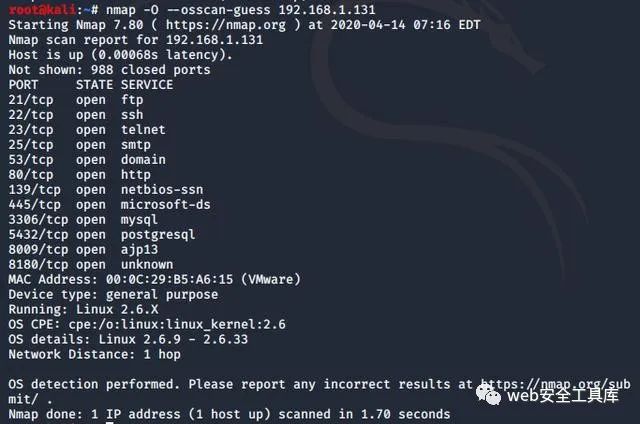 root@kali:~# nmap -O --osscan-guess 192.168.1.131
Starting Nmap 7.80 ( https://nmap.org ) at 2020-04-14 07:16 EDT
Nmap scan report for 192.168.1.131
Host is up (0.00068s latency).
Not shown: 988 closed ports
PORT     STATE SERVICE
21/tcp   open  ftp
22/tcp   open  ssh
23/tcp   open  telnet
25/tcp   open  smtp
53/tcp   open  domain
80/tcp   open  http
139/tcp  open  netbios-ssn
445/tcp  open  microsoft-ds
3306/tcp open  mysql
5432/tcp open  postgresql
8009/tcp open  ajp13
8180/tcp open  unknown
MAC Address: 00:0C:29:B5:A6:15 (VMware)
Device type: general purpose
Running: Linux 2.6.X
OS CPE: cpe:/o:linux:linux_kernel:2.6
OS details: Linux 2.6.9 - 2.6.33
Network Distance: 1 hop
OS detection performed. Please report any incorrect results at https://nmap.org/sub
mit/ .
Nmap done: 1 IP address (1 host up) scanned in 1.70 seconds
web安全工具库